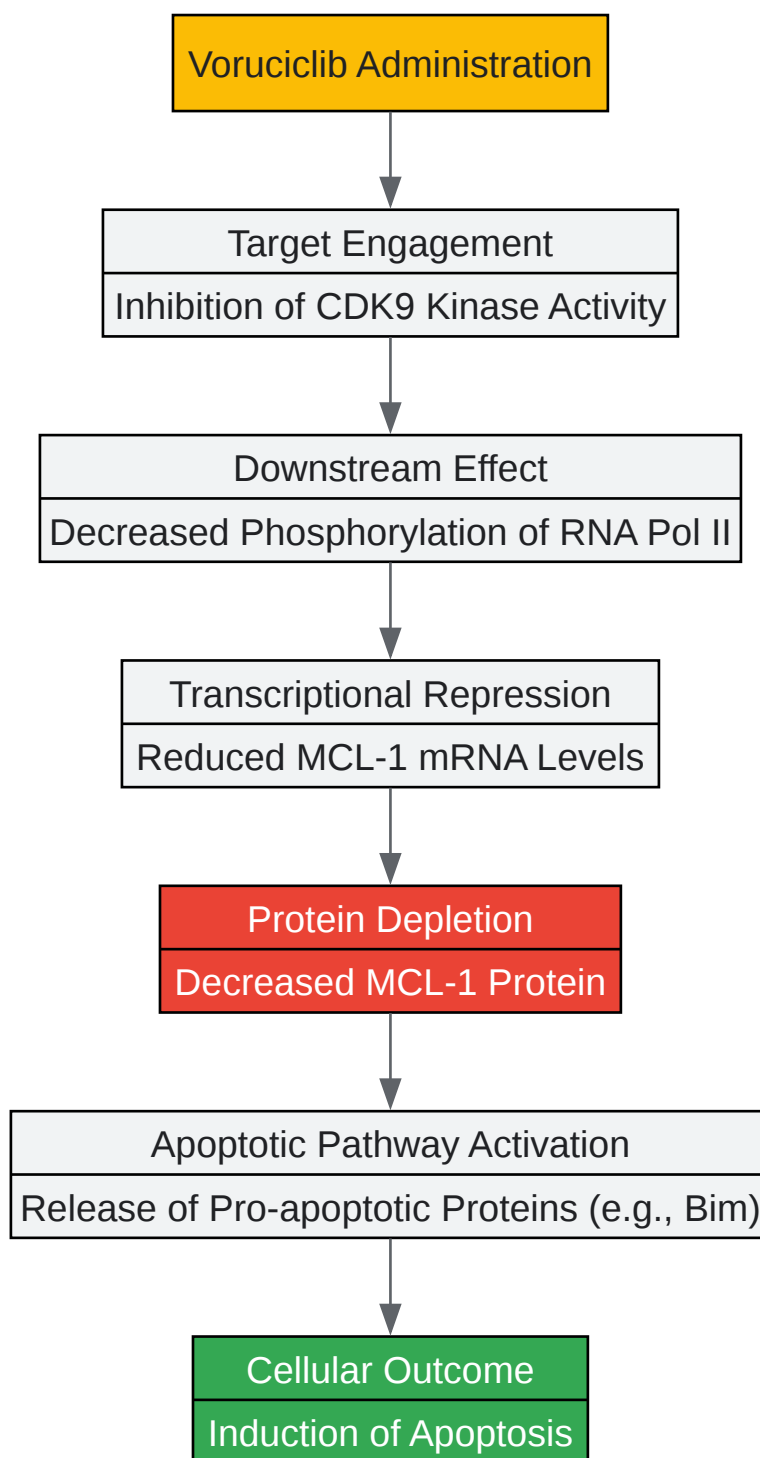 Voruciclib Administration
Target Engagement
Inhibition of CDK9 Kinase Activity
Downstream Effect
Decreased Phosphorylation of RNA Pol II
Transcriptional Repression
Reduced MCL-1 mRNA Levels
Protein Depletion
Decreased MCL-1 Protein
Apoptotic Pathway Activation
Release of Pro-apoptotic Proteins (e.g., Bim)
Cellular Outcome
Induction of Apoptosis